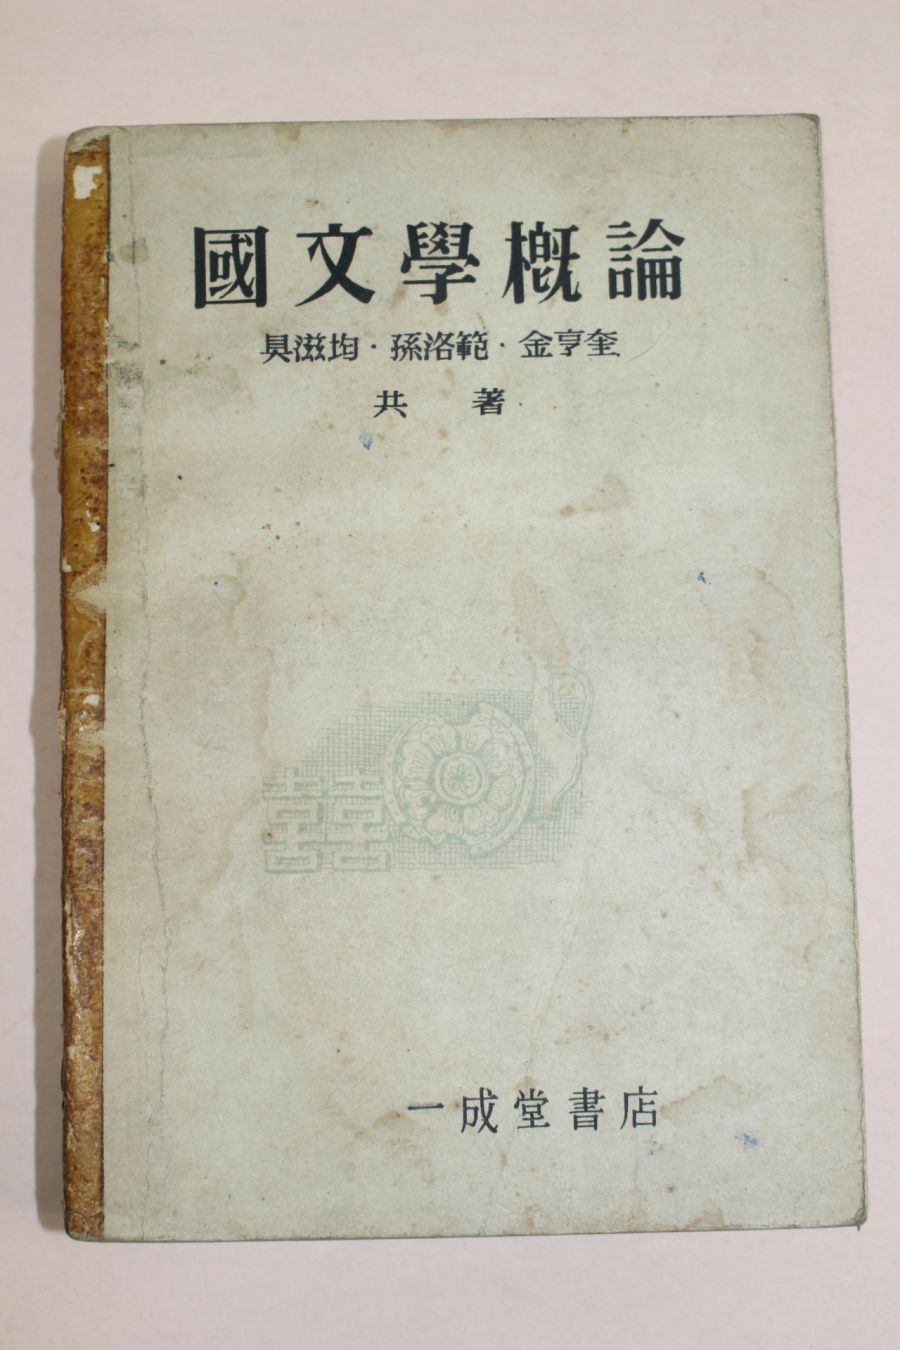 國文學概論
具滋均·孫洛範·金亨奎
共 著
囍
一成堂書店